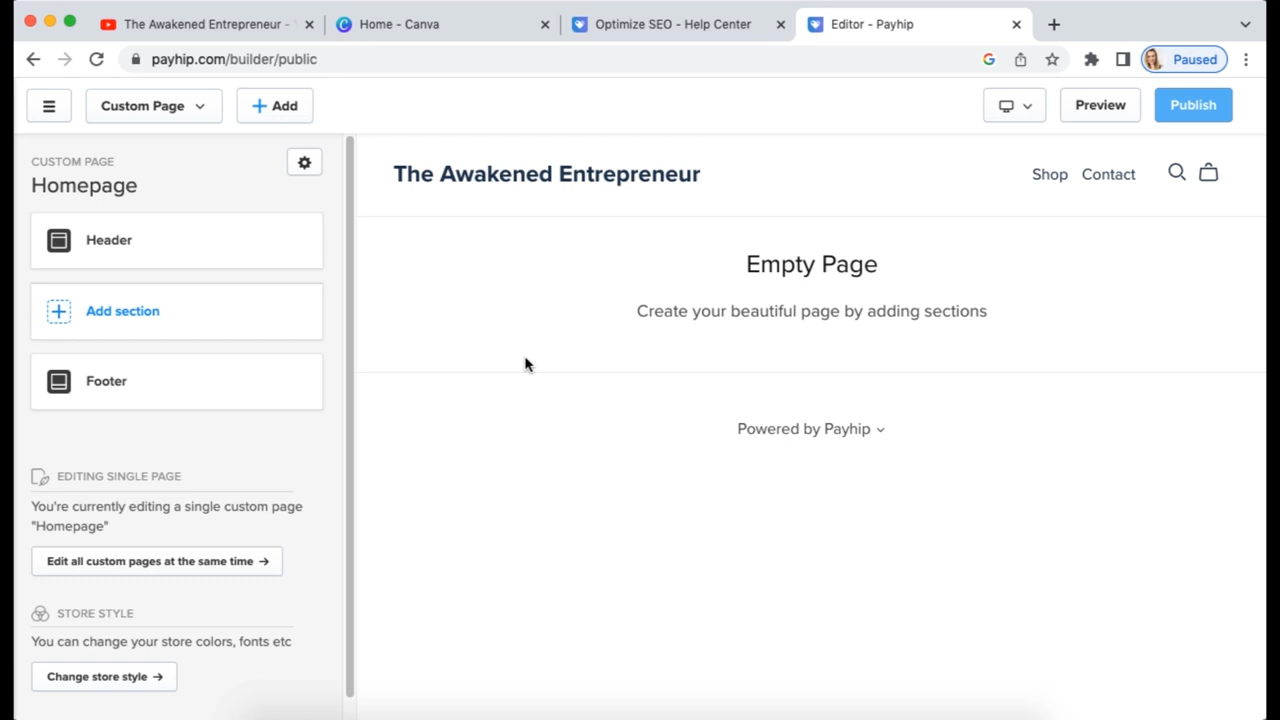 The Awakened Entrepreneur -
Home - Canva
Optimize SEO - Help Center
Editor - Payhip
payhip.com/builder/public
Paused
Custom Page
Add
Preview
Publish
CUSTOM PAGE
Homepage
Header
Add section
Footer
EDITING SINGLE PAGE
You're currently editing a single custom page
"Homepage"
Edit all custom pages at the same time →
STORE STYLE
You can change your store colors, fonts etc
Change store style →
The Awakened Entrepreneur
Shop
Contact
Empty Page
Create your beautiful page by adding sections
Powered by Payhip